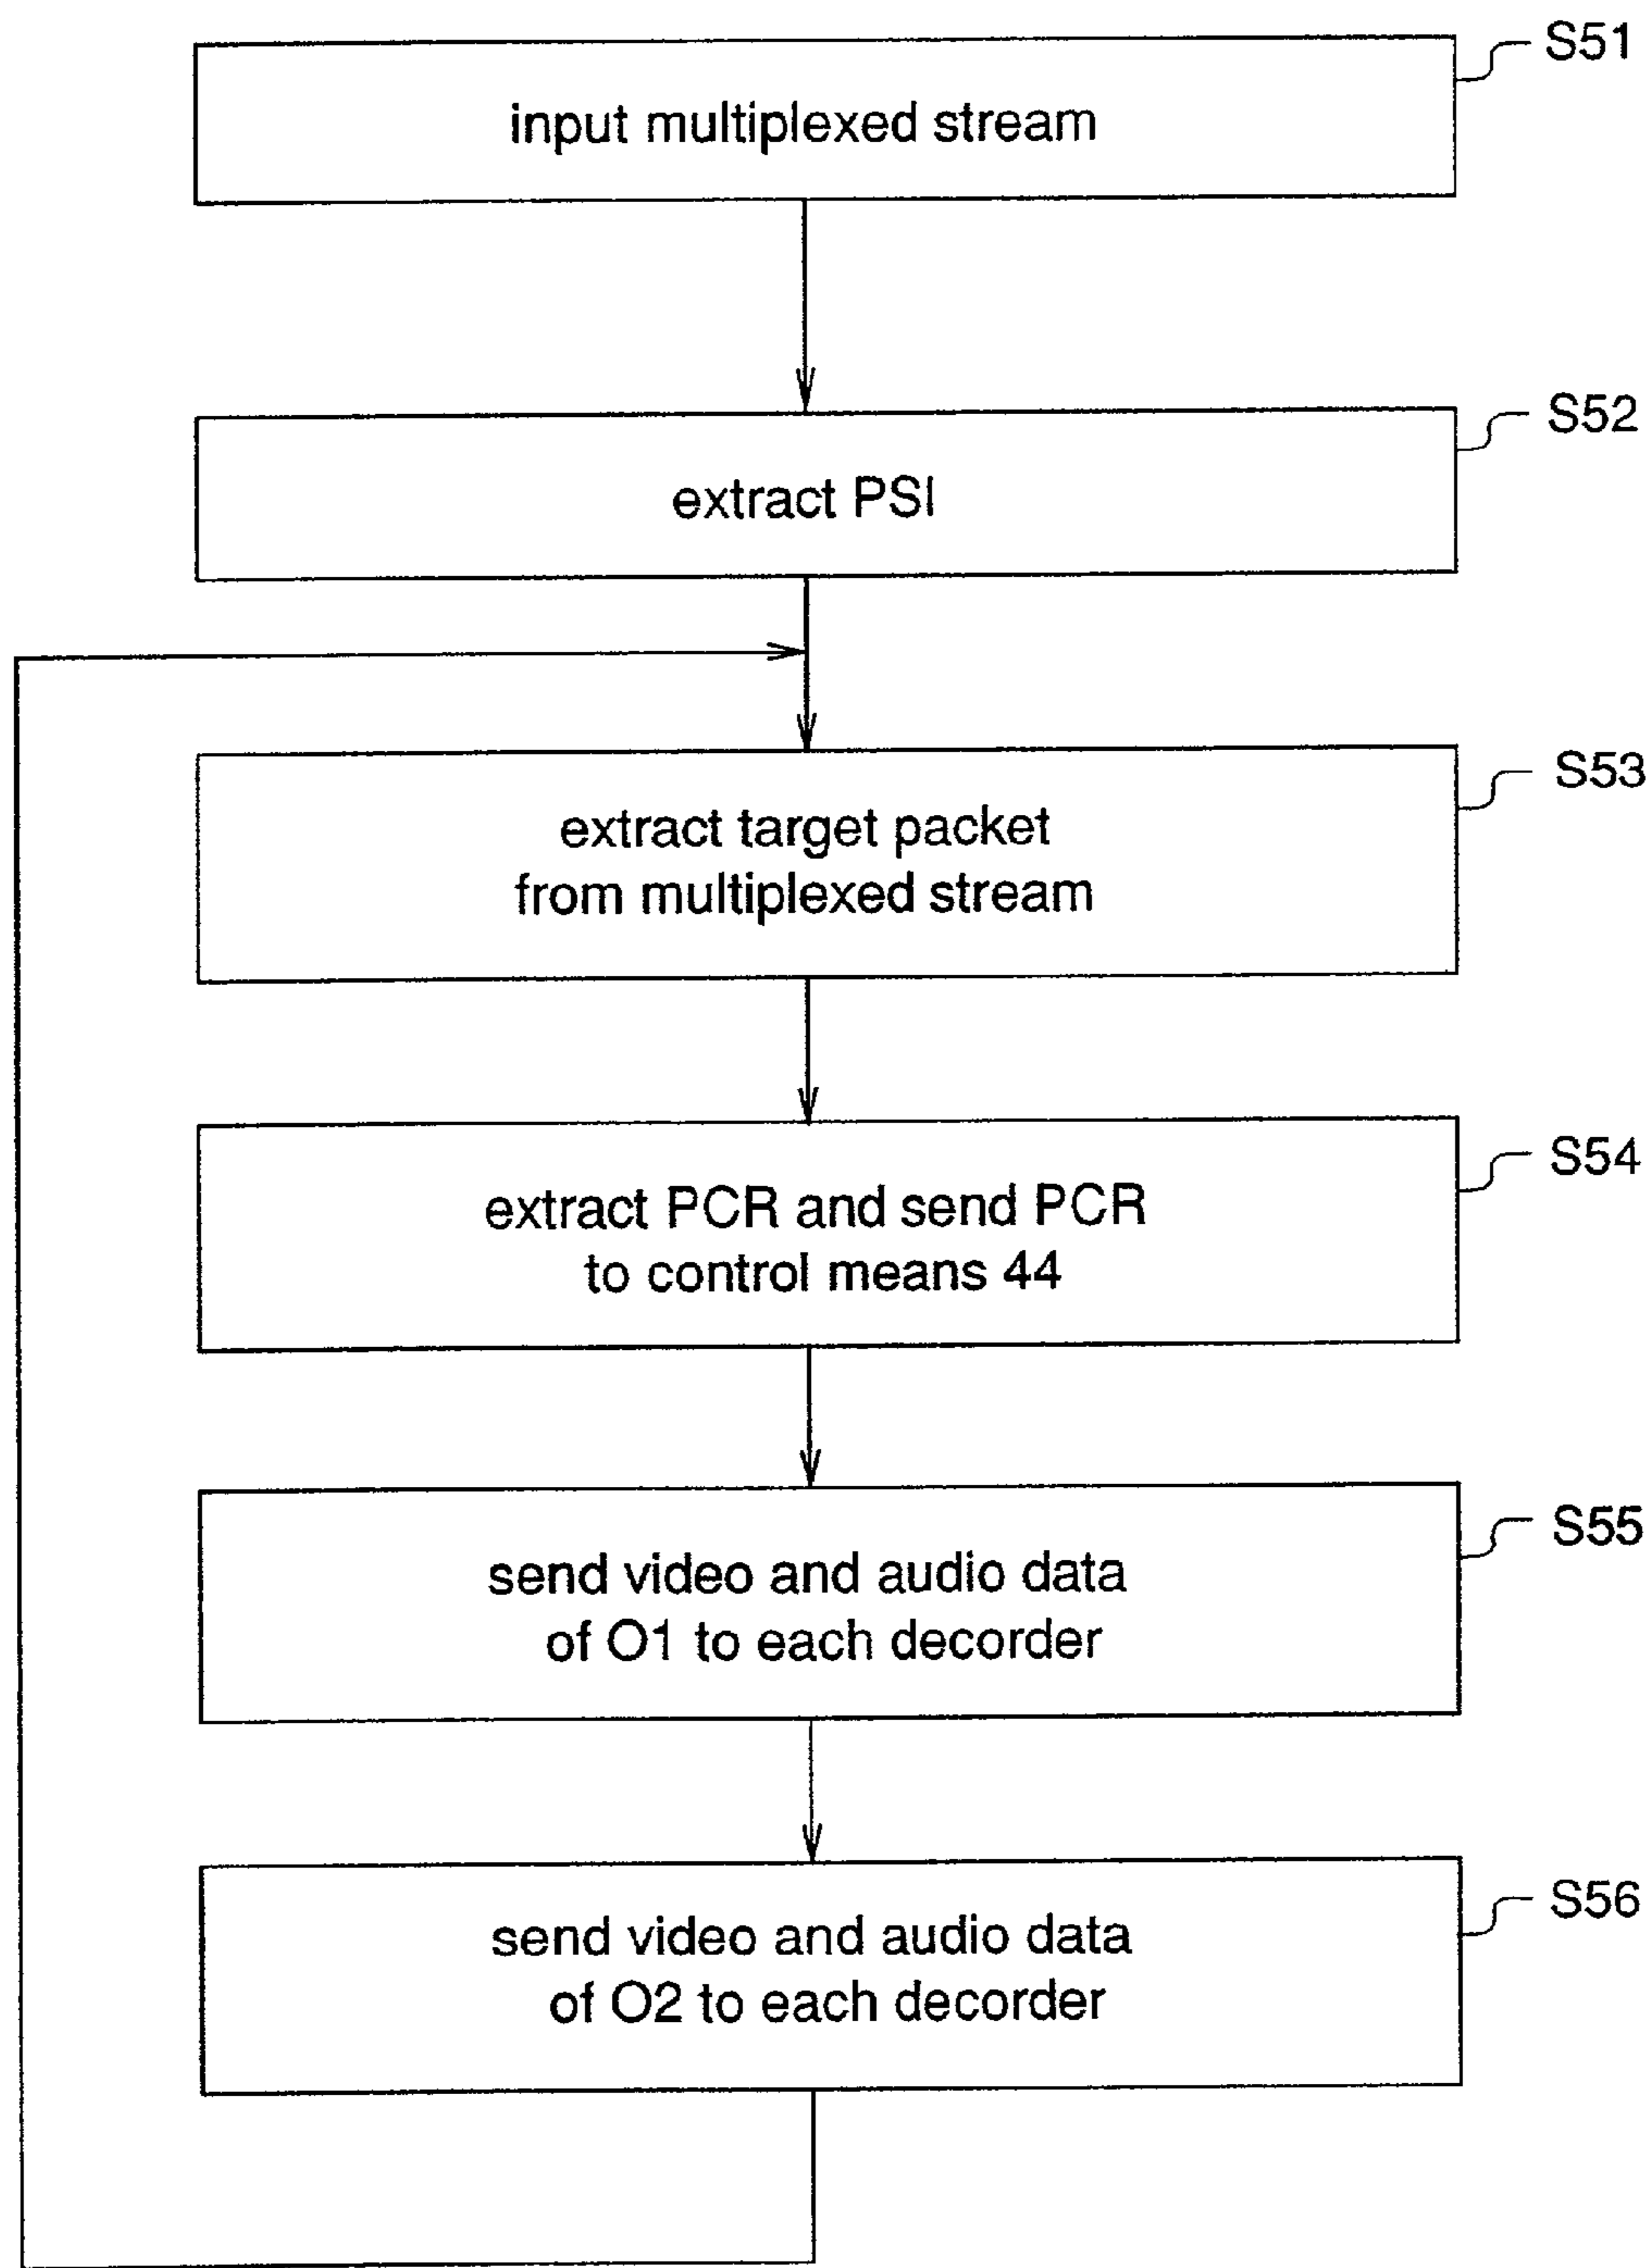 S51
input multiplexed stream
S52
extract PSI
S53
extract target packet
from multiplexed stream
S54
extract PCR and send PCR
to control means 44
S55
send video and audio data
of O1 to each decorder
S56
send video and audio data
of O2 to each decorder